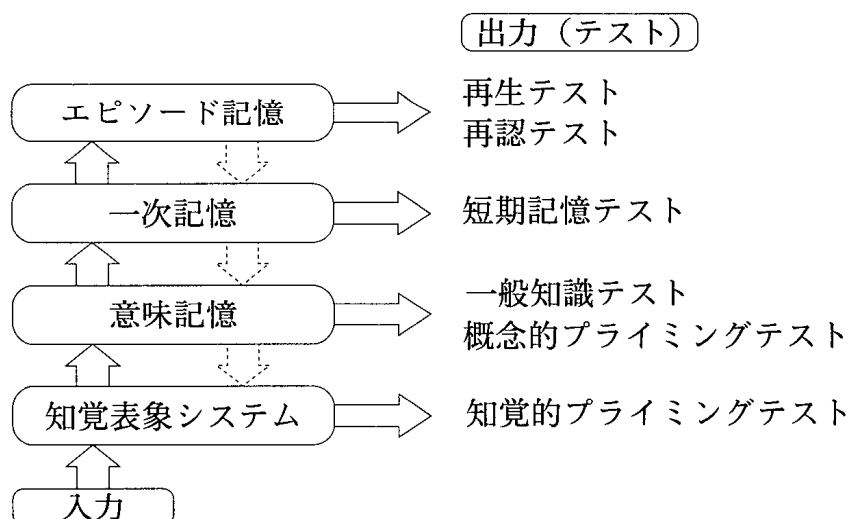 出力（テスト）
エピソード記憶
再生テスト
再認テスト
一次記憶
短期記憶テスト
意味記憶
一般知識テスト
概念的プライミングテスト
知覚表象システム
知覚的プライミングテスト
入力